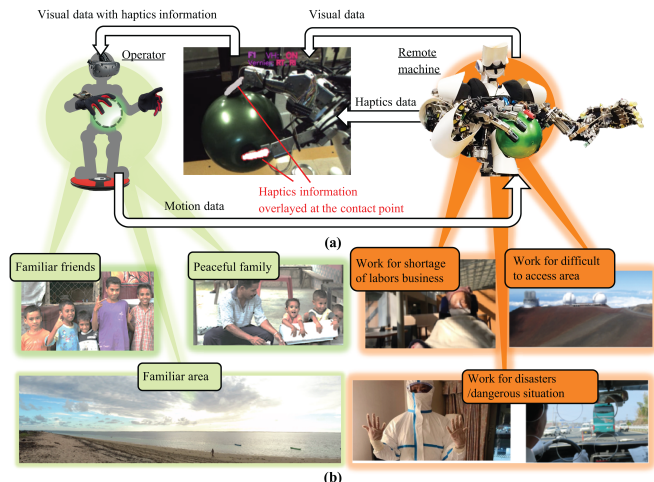 Visual data with haptics information
Visual data
Operator
Remote
machine
Haptics data
Haptics information
overlayed at the contact point
Motion data
(a)
Familiar friends
Peaceful family
Work for shortage
of labors business
Work for difficult
to access area
Familiar area
Work for disasters
/dangerous situation
(b)